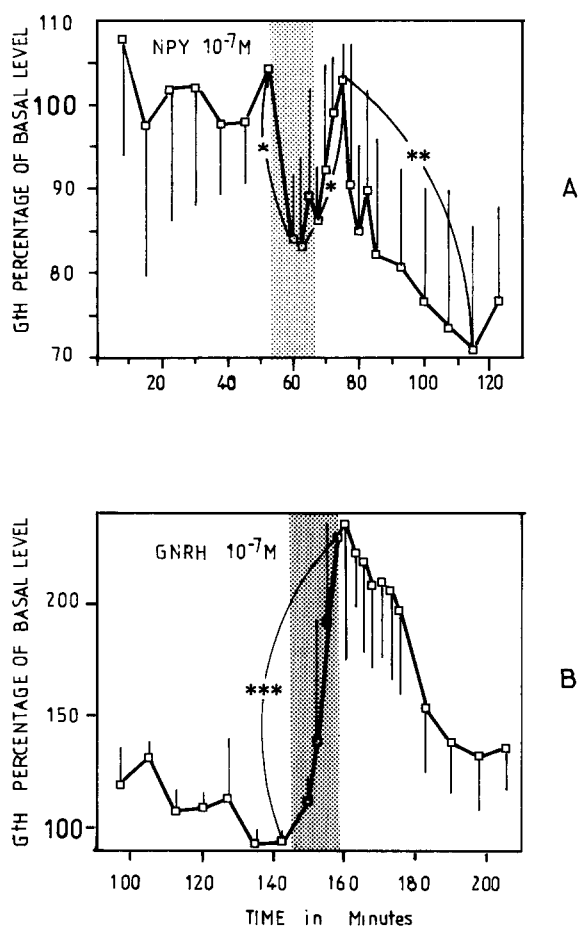 110
NPY 10⁻⁷M
100
*
**
*
90
80
70
GtH PERCENTAGE OF BASAL LEVEL
A
20 40 60 80 100 120
GNRH 10⁻⁷M
200
***
150
100
GtH PERCENTAGE OF BASAL LEVEL
B
100 120 140 160 180 200
TIME in Minutes